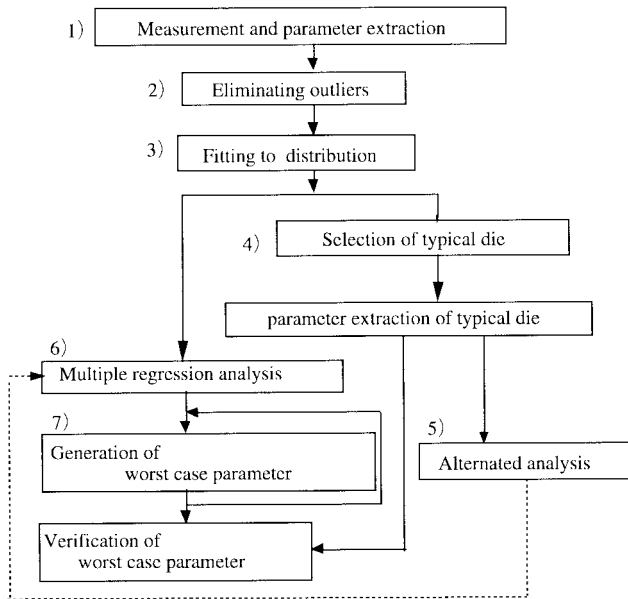 1) Measurement and parameter extraction
2) Eliminating outliers
3) Fitting to distribution
4) Selection of typical die
parameter extraction of typical die
6) Multiple regression analysis
7) Generation of
worst case parameter
5) Alternated analysis
Verification of
worst case parameter